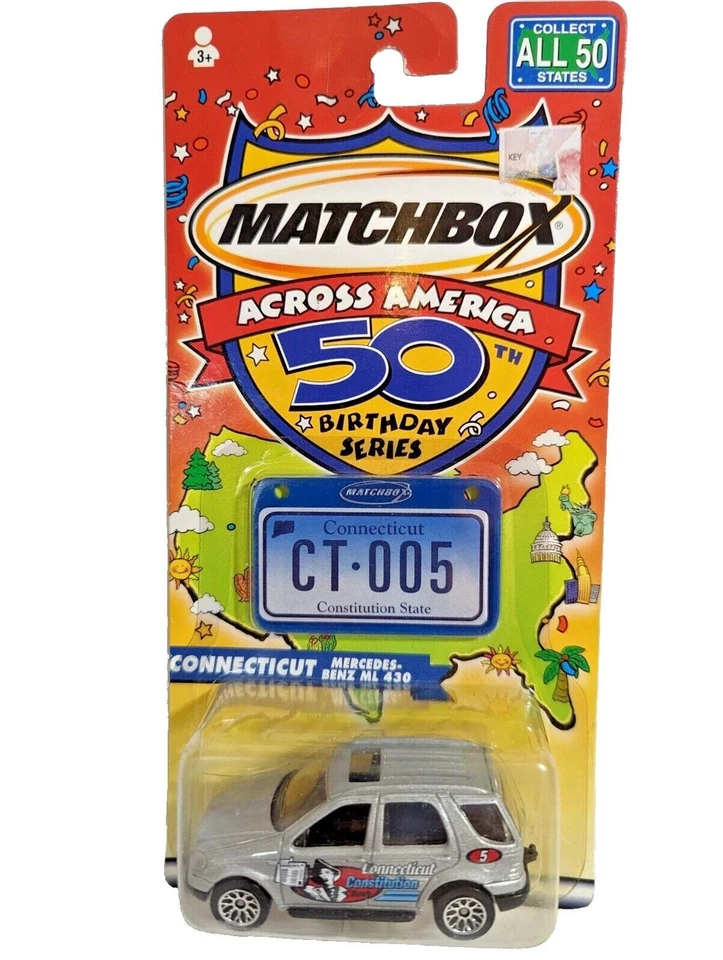 3+
COLLECT
ALL 50
STATES
KEY
MATCHBOX®
ACROSS AMERICA
50TH
BIRTHDAY
SERIES
MATCHBOX
Connecticut
CT·005
Constitution State
CONNECTICUT MERCEDES-
BENZ ML 430
5
Connecticut
Constitution